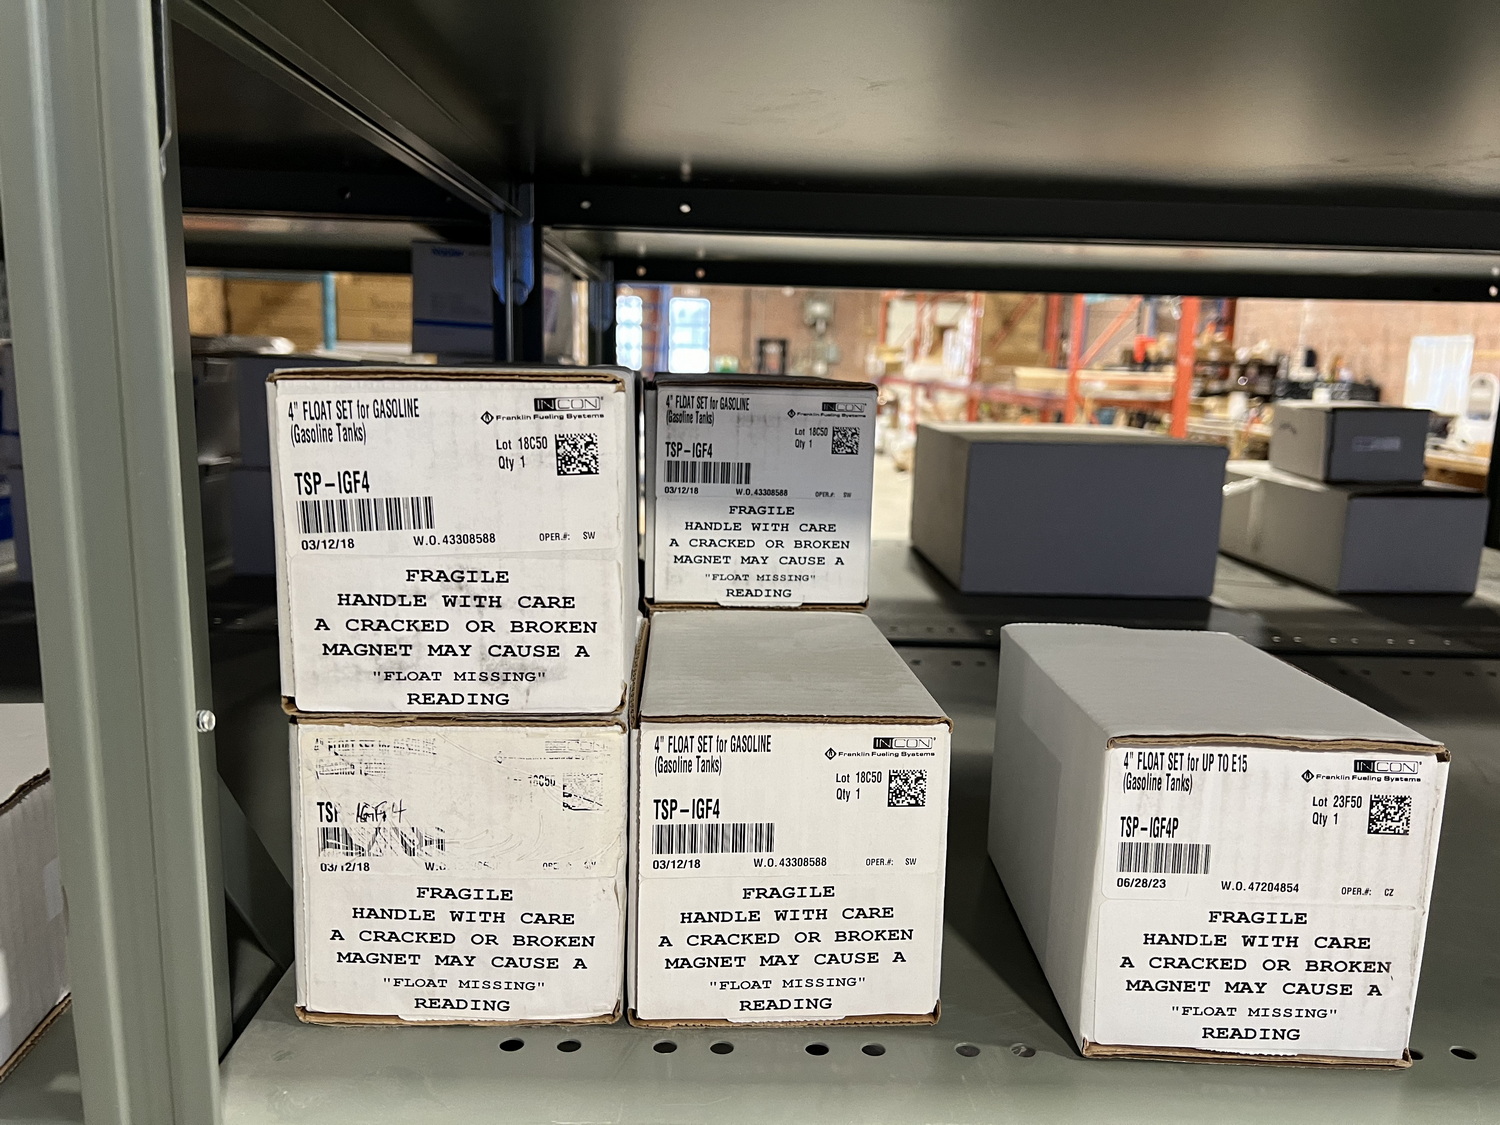 4" FLOAT SET for GASOLINE
(Gasoline Tanks)
INCON
Franklin Fueling Systems
Lot 18C50
Qty 1
TSP-IGF4
03/12/18
W.O. 43308588
OPER.#: SW
FRAGILE
HANDLE WITH CARE
A CRACKED OR BROKEN
MAGNET MAY CAUSE A
"FLOAT MISSING"
READING
4" FLOAT SET for GASOLINE
(Gasoline Tanks)
INCON
Franklin Fueling Systems
Lot 18C50
Qty 1
TSP-IGF4
03/12/18
W.O. 43308588
OPER.#: SW
FRAGILE
HANDLE WITH CARE
A CRACKED OR BROKEN
MAGNET MAY CAUSE A
"FLOAT MISSING"
READING
4" FLOAT SET for GASOLINE
18C50
TSP IGF4
03/12/18
FRAGILE
HANDLE WITH CARE
A CRACKED OR BROKEN
MAGNET MAY CAUSE A
"FLOAT MISSING"
READING
4" FLOAT SET for GASOLINE
(Gasoline Tanks)
INCON
Franklin Fueling Systems
Lot 18C50
Qty 1
TSP-IGF4
03/12/18
W.O. 43308588
OPER.#: SW
FRAGILE
HANDLE WITH CARE
A CRACKED OR BROKEN
MAGNET MAY CAUSE A
"FLOAT MISSING"
READING
4" FLOAT SET for UP TO E15
(Gasoline Tanks)
INCON
Franklin Fueling Systems
Lot 23F50
Qty 1
TSP-IGF4P
06/28/23
W.O. 47204854
OPER.#: CZ
FRAGILE
HANDLE WITH CARE
A CRACKED OR BROKEN
MAGNET MAY CAUSE A
"FLOAT MISSING"
READING